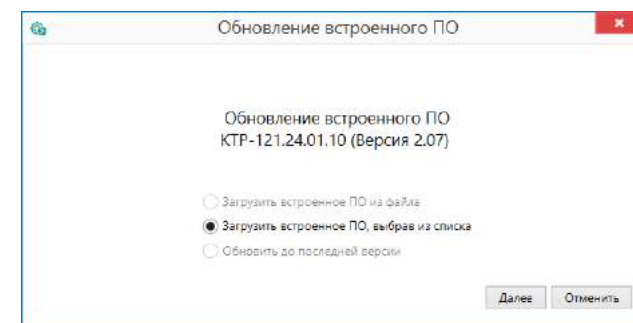 Обновление встроенного ПО
Обновление встроенного ПО
КТР-121.24.01.10 (Версия 2.07)
Загрузить встроенное ПО из файла
Загрузить встроенное ПО, выбрав из списка
Обновить до последней версии
Далее Отменить